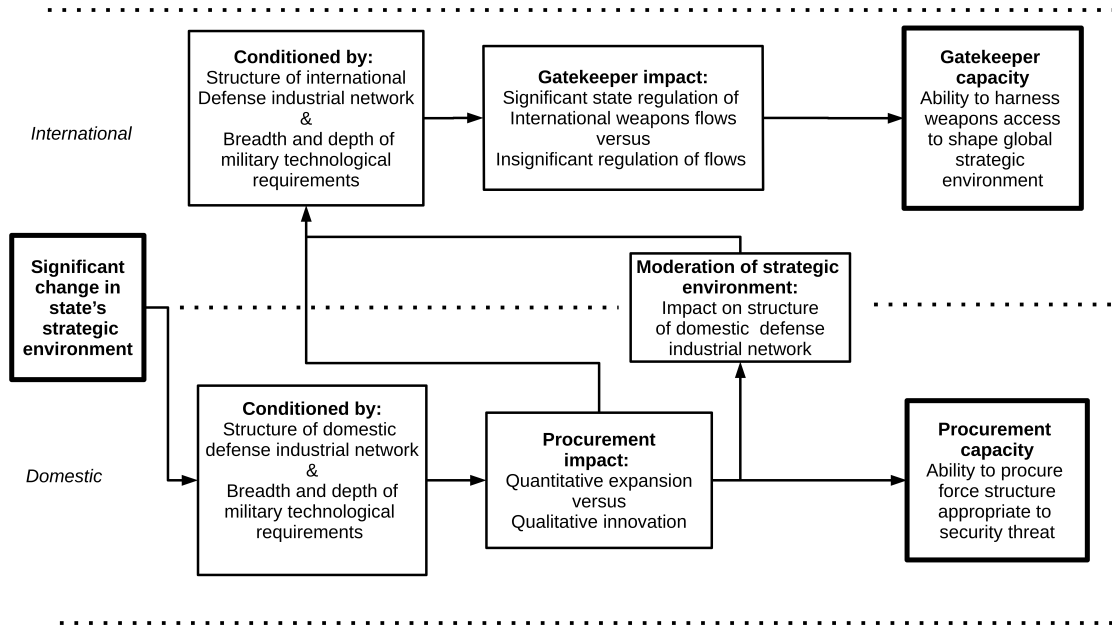 International
Conditioned by:
Structure of international
Defense industrial network
&
Breadth and depth of
military technological
requirements
Gatekeeper impact:
Significant state regulation of
International weapons flows
versus
Insignificant regulation of flows
Gatekeeper
capacity
Ability to harness
weapons access
to shape global
strategic
environment
Significant
change in
state’s
strategic
environment
Moderation of strategic
environment:
Impact on structure
of domestic defense
industrial network
Domestic
Conditioned by:
Structure of domestic
defense industrial network
&
Breadth and depth of
military technological
requirements
Procurement
impact:
Quantitative expansion
versus
Qualitative innovation
Procurement
capacity
Ability to procure
force structure
appropriate to
security threat